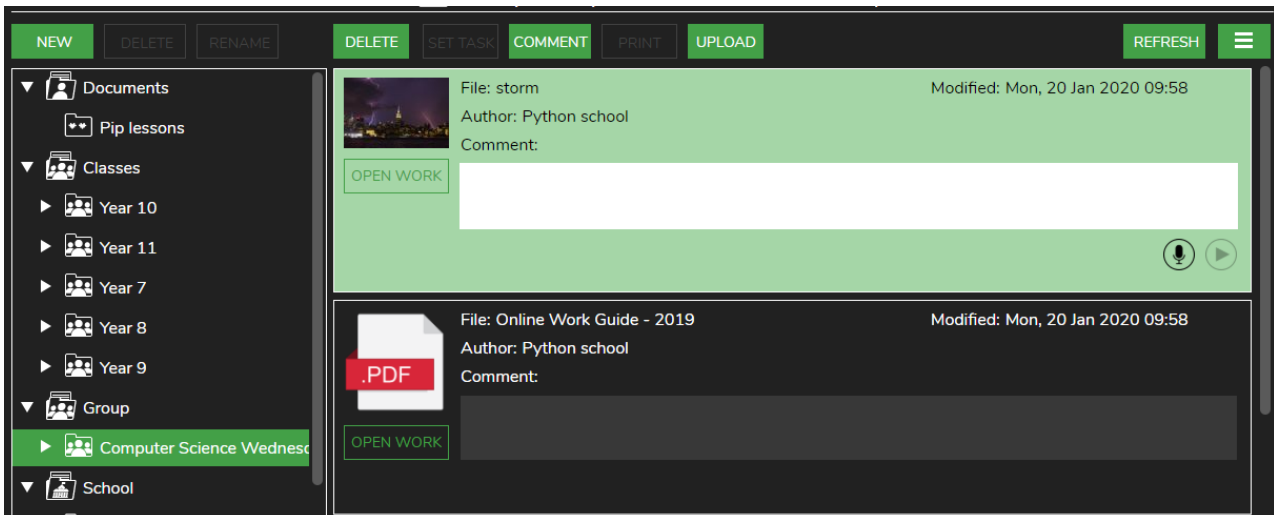 NEW DELETE RENAME DELETE SET TASK COMMENT PRINT UPLOAD REFRESH
Documents
Pip lessons
Classes
Year 10
Year 11
Year 7
Year 8
Year 9
Group
Computer Science Wednesc
School
File: storm Modified: Mon, 20 Jan 2020 09:58
Author: Python school
Comment:
OPEN WORK
File: Online Work Guide - 2019 Modified: Mon, 20 Jan 2020 09:58
Author: Python school
.PDF
Comment:
OPEN WORK